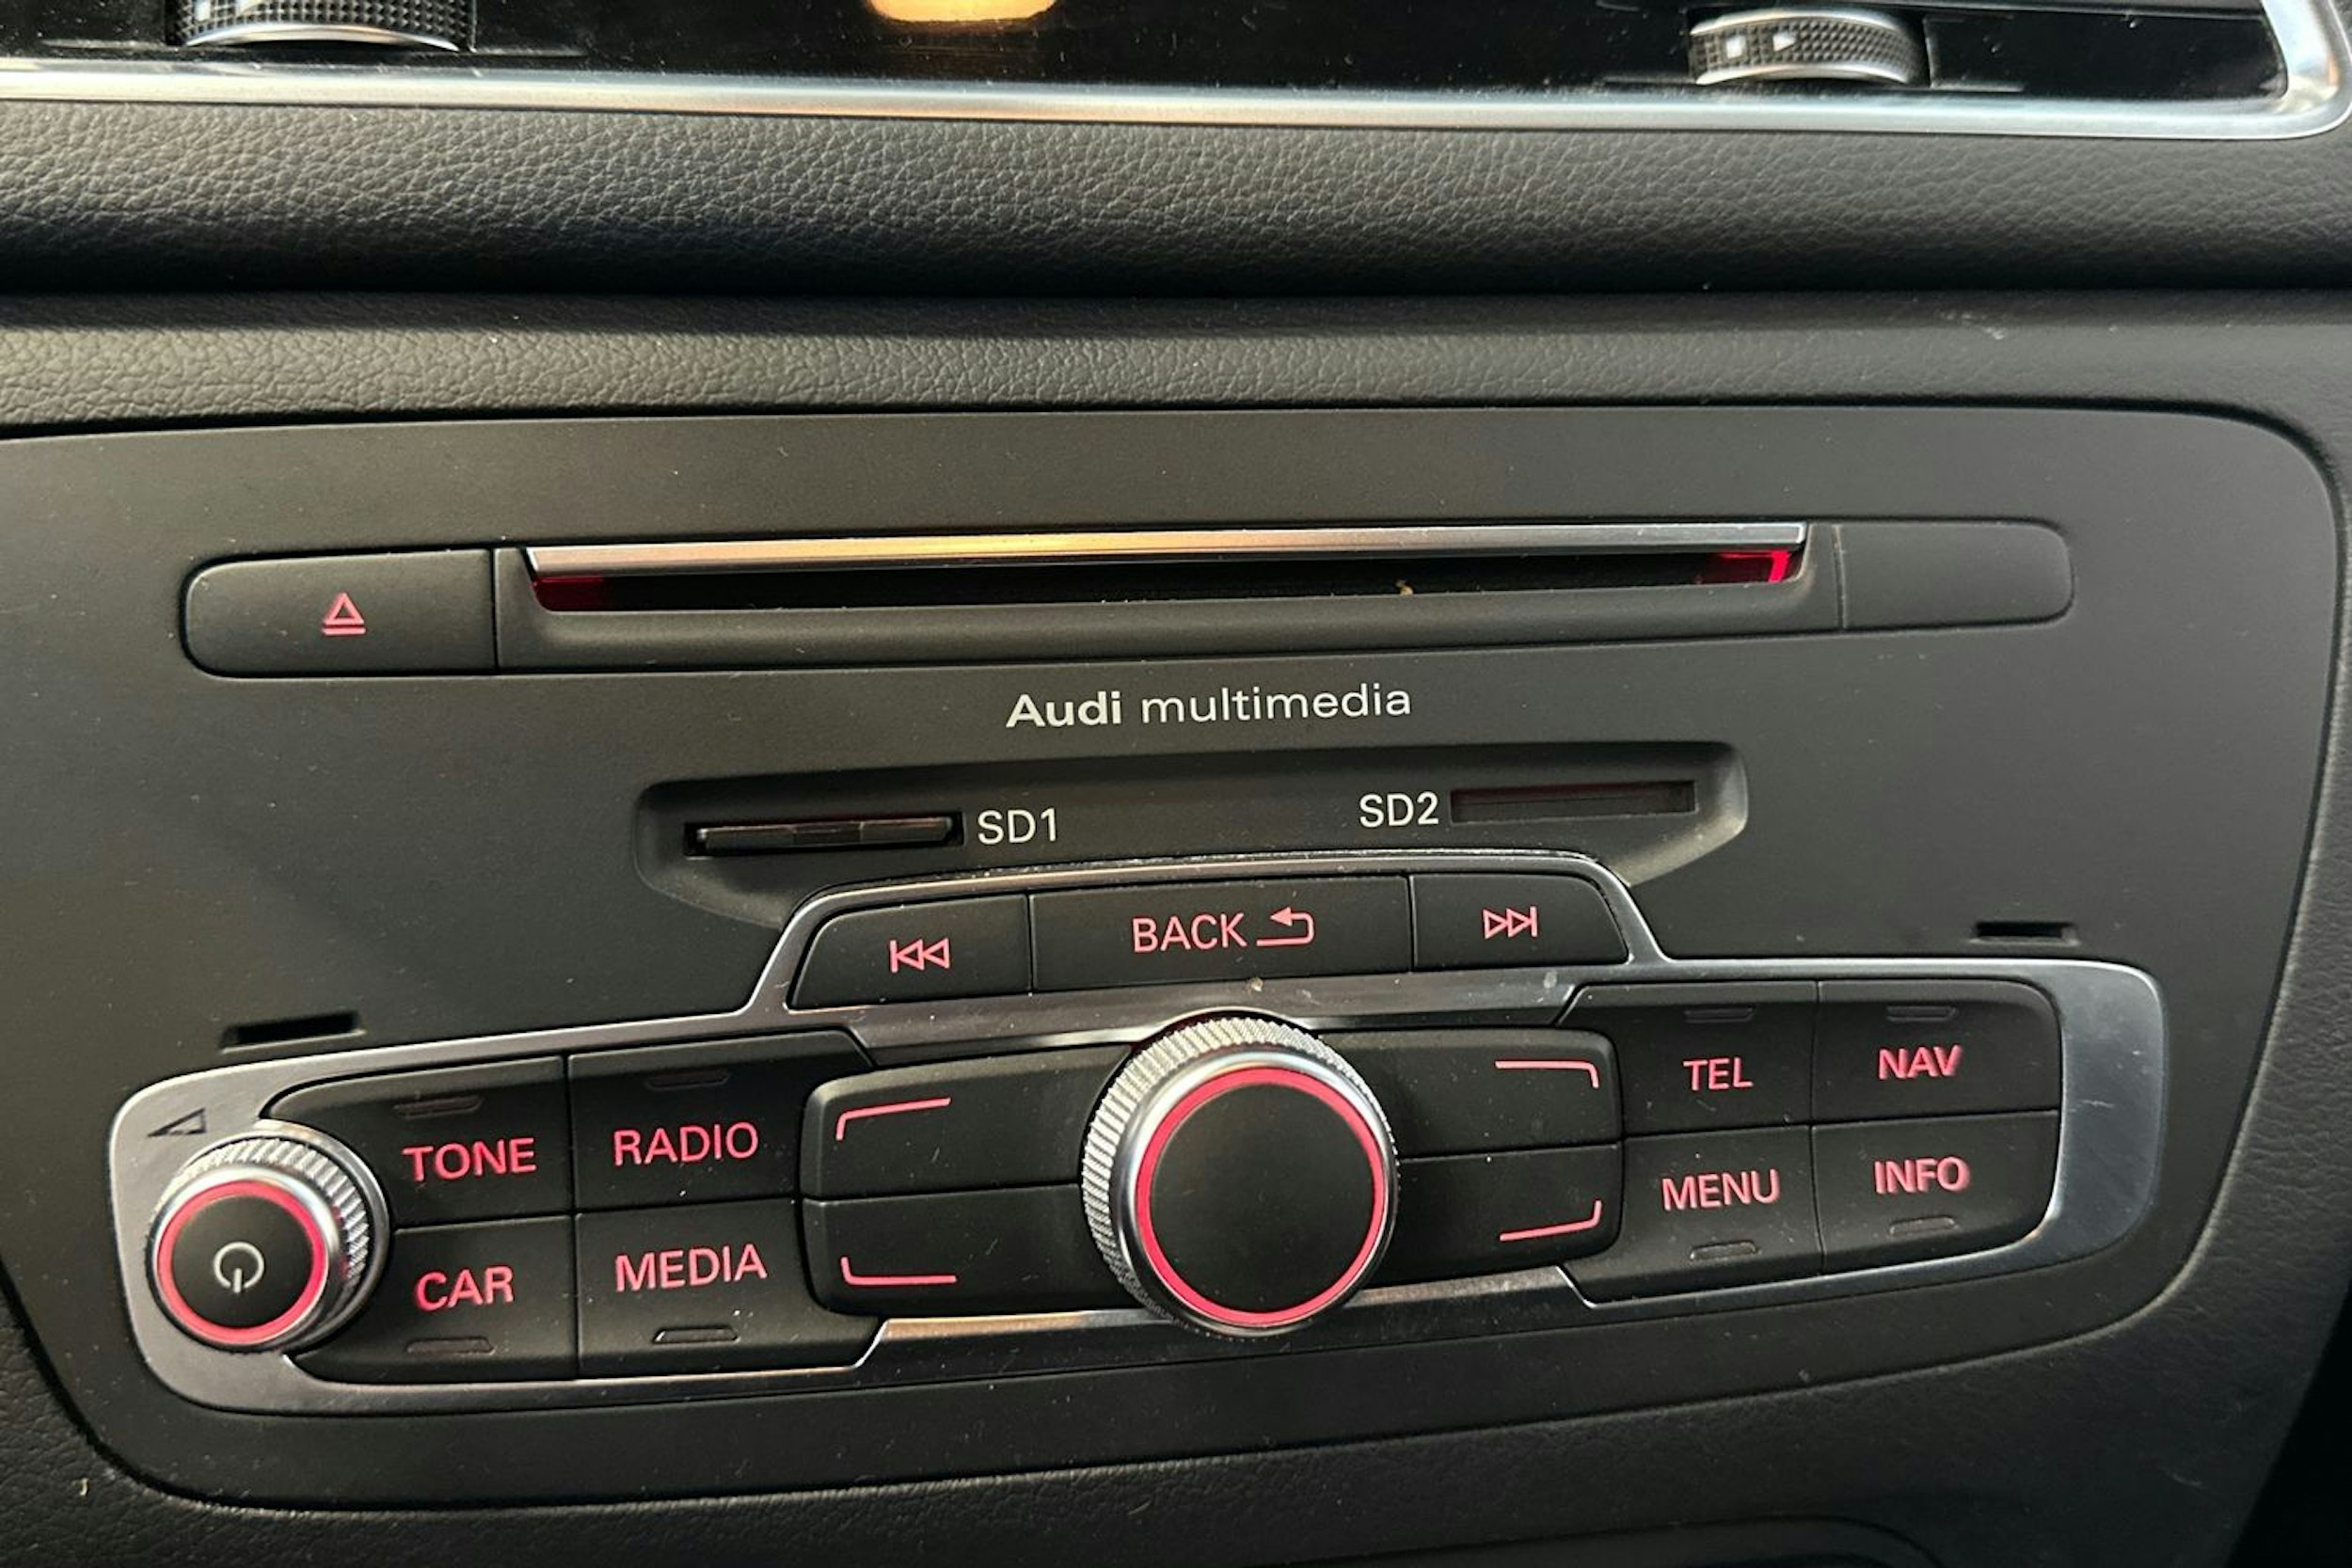 Audi multimedia
SD1
SD2
BACK
TONE
RADIO
TEL
NAV
CAR
MEDIA
MENU
INFO